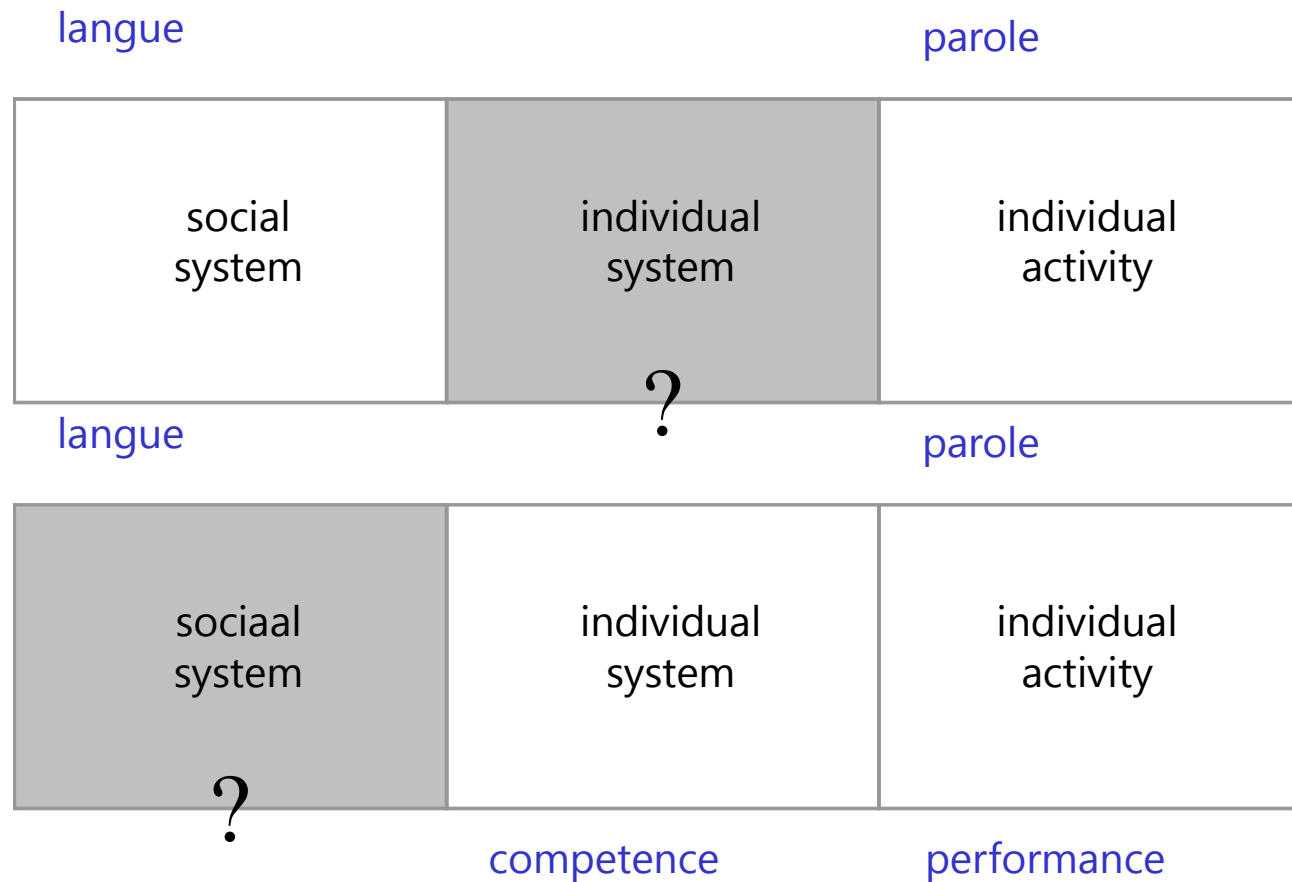 langue
parole
social
system
individual
system
individual
activity
?
langue
parole
sociaal
system
individual
system
individual
activity
?
competence
performance